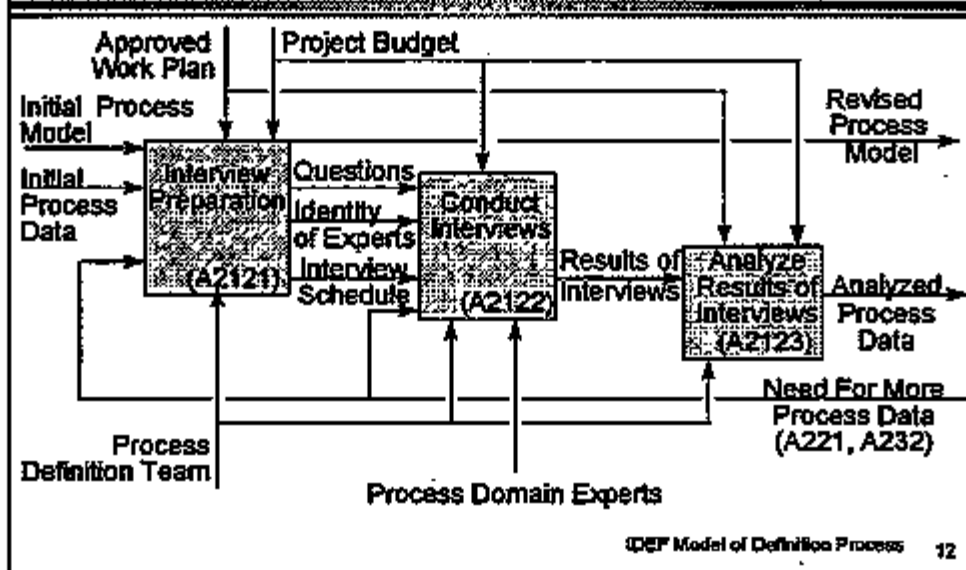 Approved
Work Plan
Project Budget
Initial Process
Model
Revised
Process
Model
Initial
Process
Data
Interview
Preparation
(A2121)
Questions
Identity
of Experts
Interview
Schedule
Conduct
Interviews
(A2122)
Results of
Interviews
Analyze
Results of
Interviews
(A2123)
Analyzed
Process
Data
Need For More
Process Data
(A221, A232)
Process
Definition Team
Process Domain Experts
IDEF Model of Definition Process 12